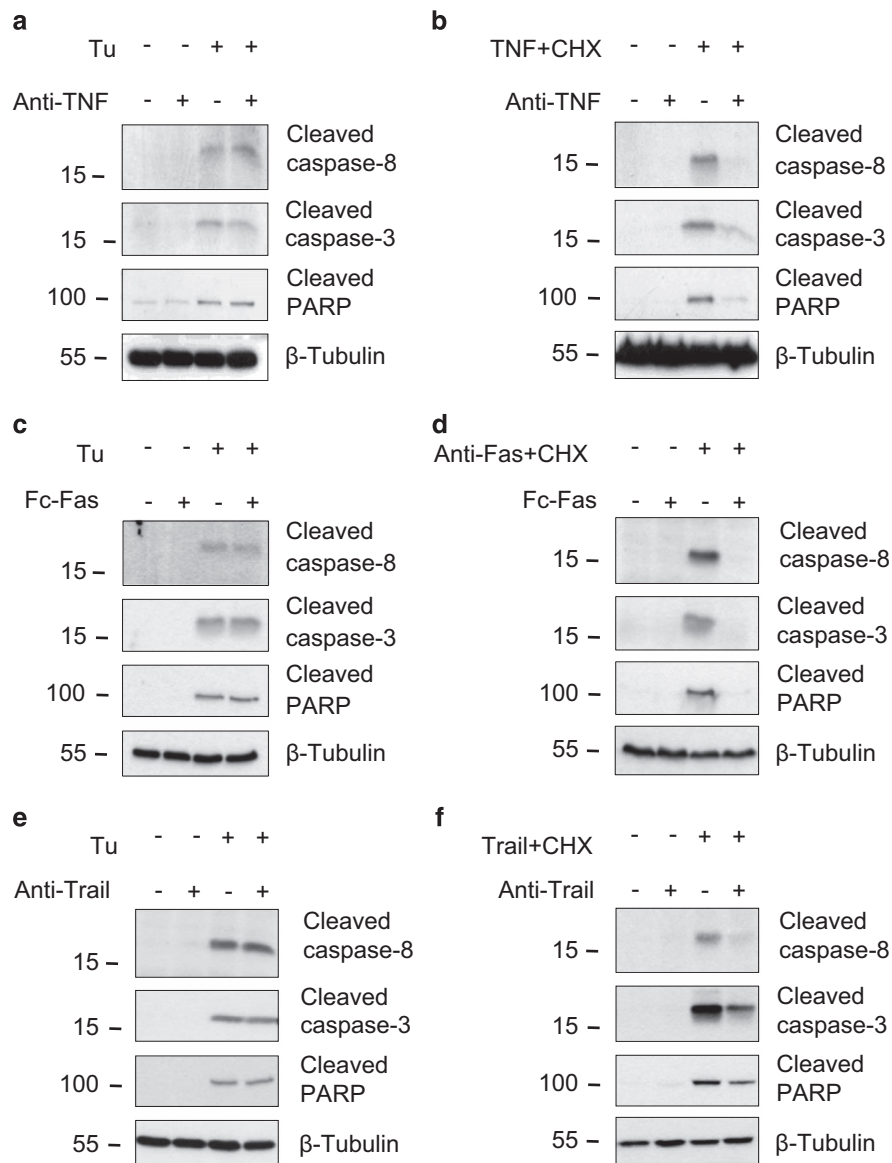 a
Tu - - + +
Anti-TNF - + - +
15 – Cleaved caspase-8
15 – Cleaved caspase-3
100 – Cleaved PARP
55 – β-Tubulin
b
TNF+CHX - - + +
Anti-TNF - + - +
15 – Cleaved caspase-8
15 – Cleaved caspase-3
100 – Cleaved PARP
55 – β-Tubulin
c
Tu - - + +
Fc-Fas - + - +
15 – Cleaved caspase-8
15 – Cleaved caspase-3
100 – Cleaved PARP
55 – β-Tubulin
d
Anti-Fas+CHX - - + +
Fc-Fas - + - +
15 – Cleaved caspase-8
15 – Cleaved caspase-3
100 – Cleaved PARP
55 – β-Tubulin
e
Tu - - + +
Anti-Trail - + - +
15 – Cleaved caspase-8
15 – Cleaved caspase-3
100 – Cleaved PARP
55 – β-Tubulin
f
Trail+CHX - - + +
Anti-Trail - + - +
15 – Cleaved caspase-8
15 – Cleaved caspase-3
100 – Cleaved PARP
55 – β-Tubulin